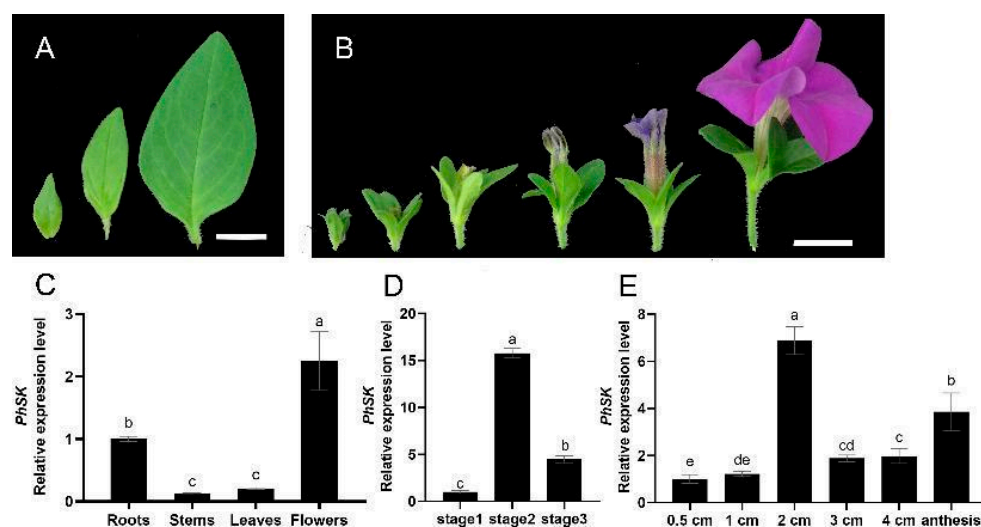 A
B
C
3
2
1
0
PhSK
Relative expression level
b
c
c
a
Roots
Stems
Leaves
Flowers
D
20
15
10
5
0
PhSK
Relative expression level
c
a
b
stage1
stage2
stage3
E
8
6
4
2
0
PhSK
Relative expression level
e
de
a
cd
c
b
0.5 cm
1 cm
2 cm
3 cm
4 cm
anthesis